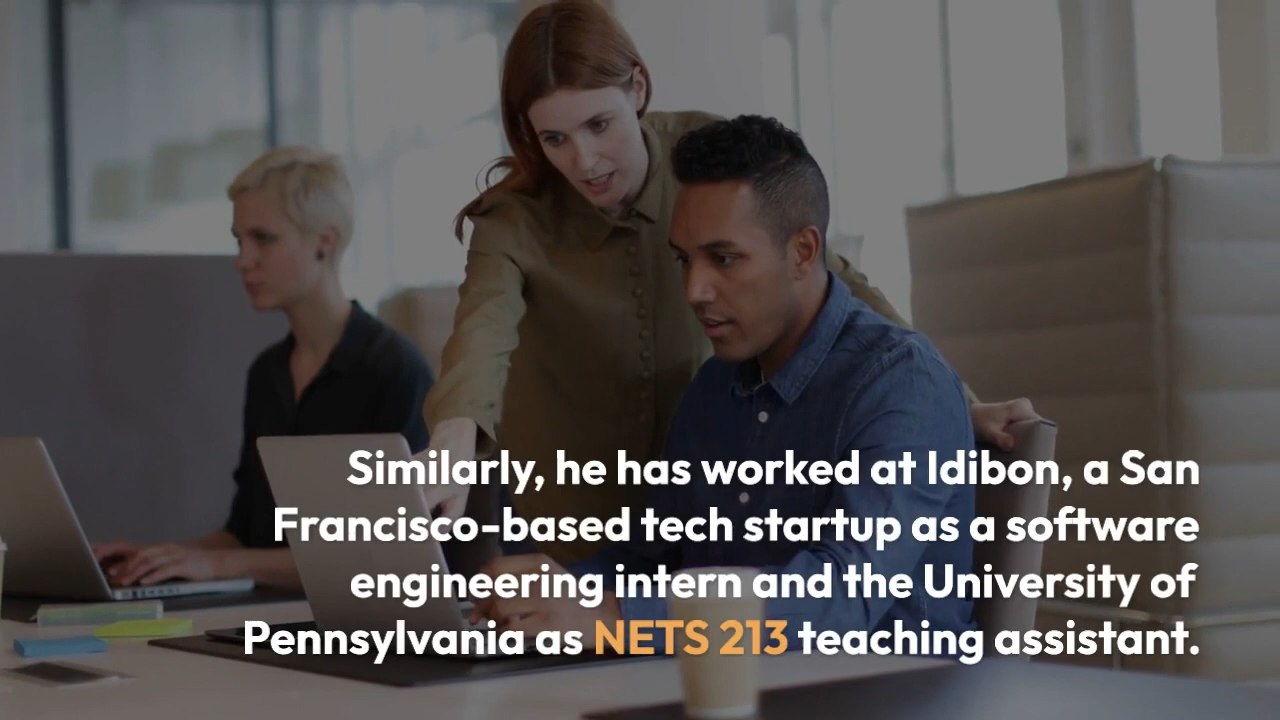 Similarly, he has worked at Idibon, a San
Francisco-based tech startup as a software
engineering intern and the University of
Pennsylvania as NETS 213 teaching assistant.